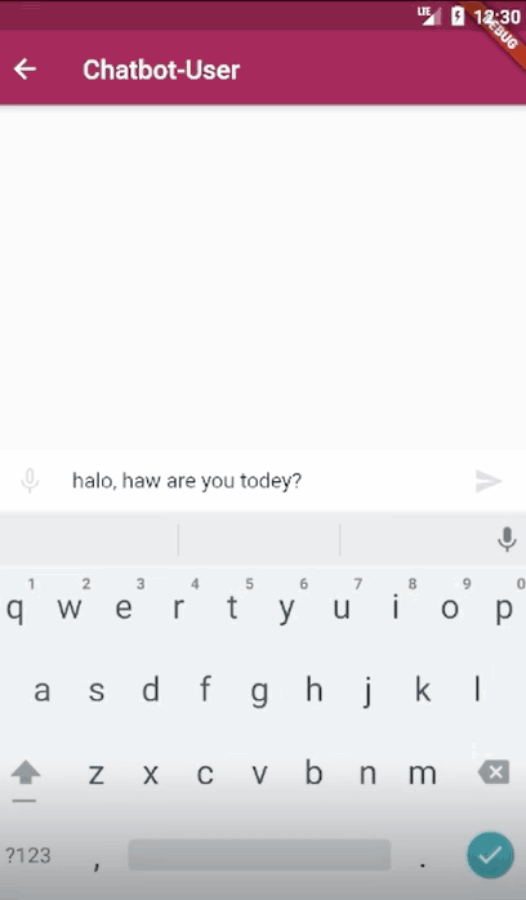 LTE 12:30
DEBUG
Chatbot-User
halo, haw are you todey?
1 2 3 4 5 6 7 8 9 0
q w e r t y u i o p
a s d f g h j k l
z x c v b n m
?123 , .